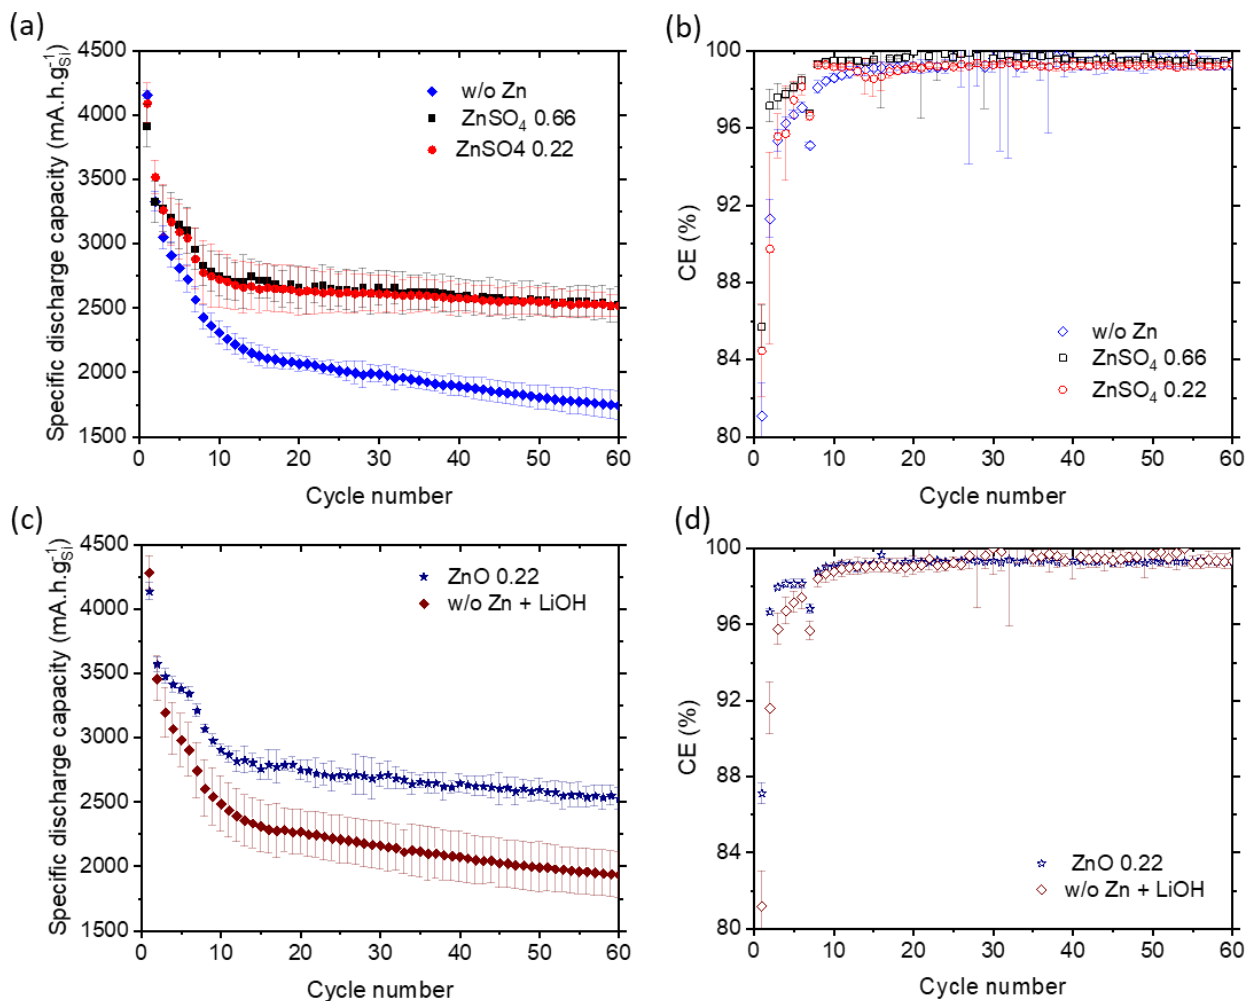 (a)
Specific discharge capacity (mA.h.g⁻¹Si)
4500
4000
3500
3000
2500
2000
1500
0
10
20
30
40
50
60
Cycle number
w/o Zn
ZnSO₄ 0.66
ZnSO4 0.22
(b)
CE (%)
100
96
92
88
84
80
0
10
20
30
40
50
60
Cycle number
w/o Zn
ZnSO₄ 0.66
ZnSO₄ 0.22
(c)
Specific discharge capacity (mA.h.g⁻¹Si)
4500
4000
3500
3000
2500
2000
1500
0
10
20
30
40
50
60
Cycle number
ZnO 0.22
w/o Zn + LiOH
(d)
CE (%)
100
96
92
88
84
80
0
10
20
30
40
50
60
Cycle number
ZnO 0.22
w/o Zn + LiOH